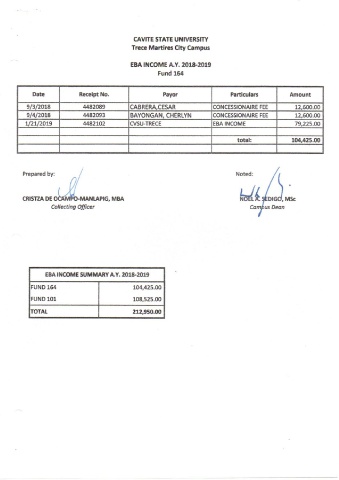 CAVITE STATE UNIVERSITY
Trece Martires City Campus
EBA INCOME A.Y. 2018-2019
Fund 164
Date Receipt No. Payor Particulars Amount
9/3/2018 4482089 CABRERA,CESAR CONCESSIONAIRE FEE 12,600.00
9/4/2018 4482093 BAYONGAN, CHERLYN CONCESSIONAIRE FEE 12,600.00
1/21/2019 4482102 CVSU-TRECE EBA INCOME 79,225.00
total: 104,425.00
Prepared by: Noted:
CRISTZA DE OCAMPO-MANLAPIG, MBA NOEL A. SEDIGO, MSc
Collecting Officer Campus Dean
EBA INCOME SUMMARY A.Y. 2018-2019
FUND 164 104,425.00
FUND 101 108,525.00
TOTAL 212,950.00